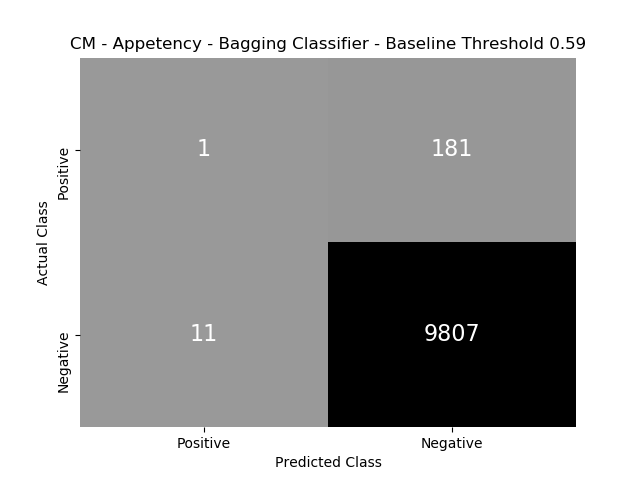 CM - Appetency - Bagging Classifier - Baseline Threshold 0.59
Actual Class
Positive
1
181
Negative
11
9807
Positive
Negative
Predicted Class